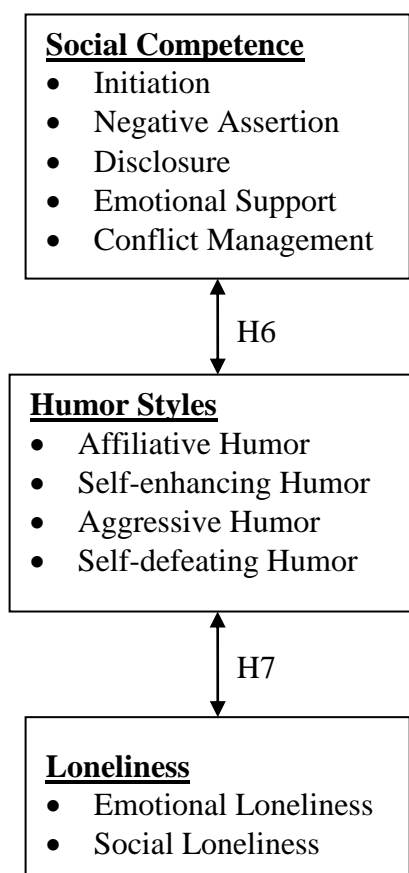 Social Competence
• Initiation
• Negative Assertion
• Disclosure
• Emotional Support
• Conflict Management
H6
Humor Styles
• Affiliative Humor
• Self-enhancing Humor
• Aggressive Humor
• Self-defeating Humor
H7
Loneliness
• Emotional Loneliness
• Social Loneliness